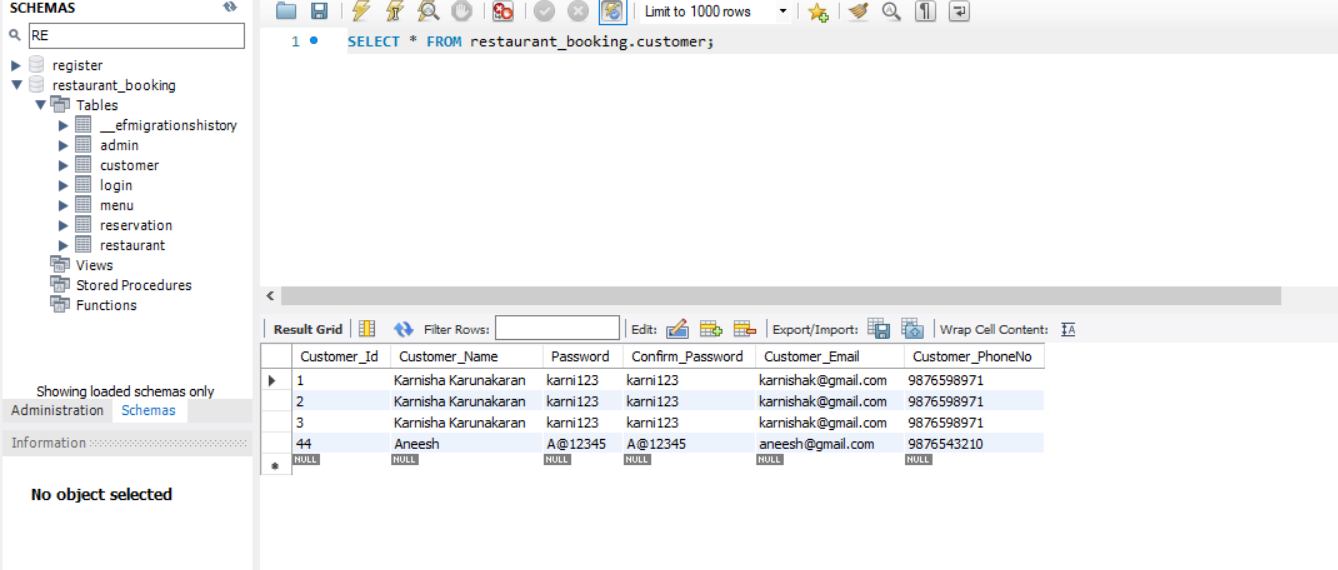 SCHEMAS
RE
register
restaurant_booking
Tables
__efmigrationshistory
admin
customer
login
menu
reservation
restaurant
Views
Stored Procedures
Functions
Showing loaded schemas only
Administration Schemas
Information
No object selected
Limit to 1000 rows
1 SELECT * FROM restaurant_booking.customer;
Result Grid Filter Rows: Edit: Export/Import: Wrap Cell Content:
Customer_Id Customer_Name Password Confirm_Password Customer_Email Customer_PhoneNo
1 Karnisha Karunakaran karni123 karni123 karnishak@gmail.com 9876598971
2 Karnisha Karunakaran karni123 karni123 karnishak@gmail.com 9876598971
3 Karnisha Karunakaran karni123 karni123 karnishak@gmail.com 9876598971
44 Aneesh A@12345 A@12345 aneesh@gmail.com 9876543210
NULL NULL NULL NULL NULL NULL